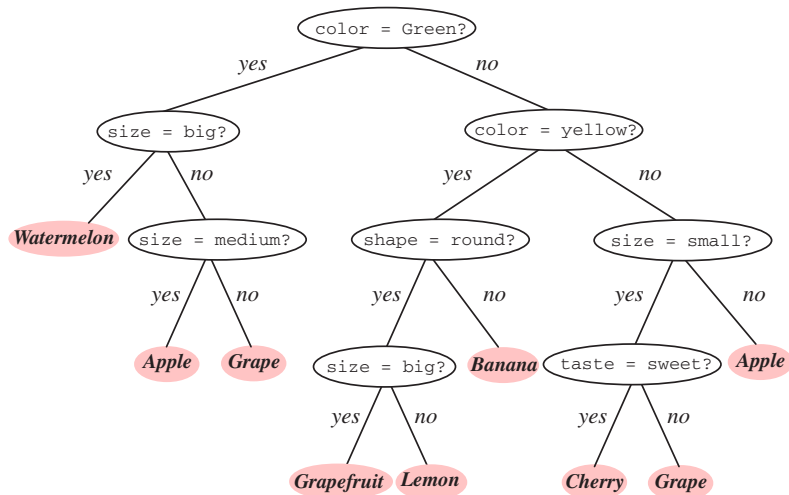 color = Green?
yes
no
size = big?
color = yellow?
yes
no
yes
no
Watermelon
size = medium?
shape = round?
size = small?
yes
no
yes
no
yes
no
Apple
Grape
size = big?
Banana
taste = sweet?
Apple
yes
no
yes
no
Grapefruit
Lemon
Cherry
Grape